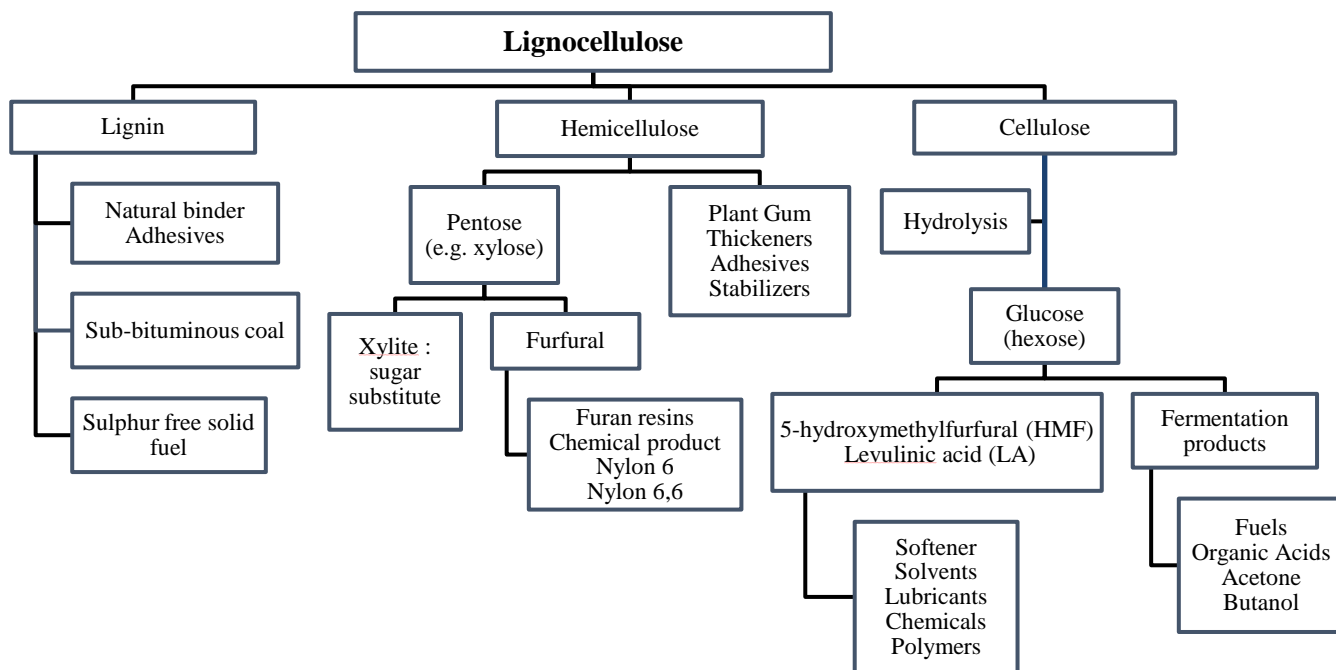 Lignocellulose
Lignin
Hemicellulose
Cellulose
Natural binder
Adhesives
Sub-bituminous coal
Sulphur free solid
fuel
Pentose
(e.g. xylose)
Plant Gum
Thickeners
Adhesives
Stabilizers
Xylite :
sugar
substitute
Furfural
Furan resins
Chemical product
Nylon 6
Nylon 6,6
Hydrolysis
Glucose
(hexose)
5-hydroxymethylfurfural (HMF)
Levulinic acid (LA)
Softener
Solvents
Lubricants
Chemicals
Polymers
Fermentation
products
Fuels
Organic Acids
Acetone
Butanol